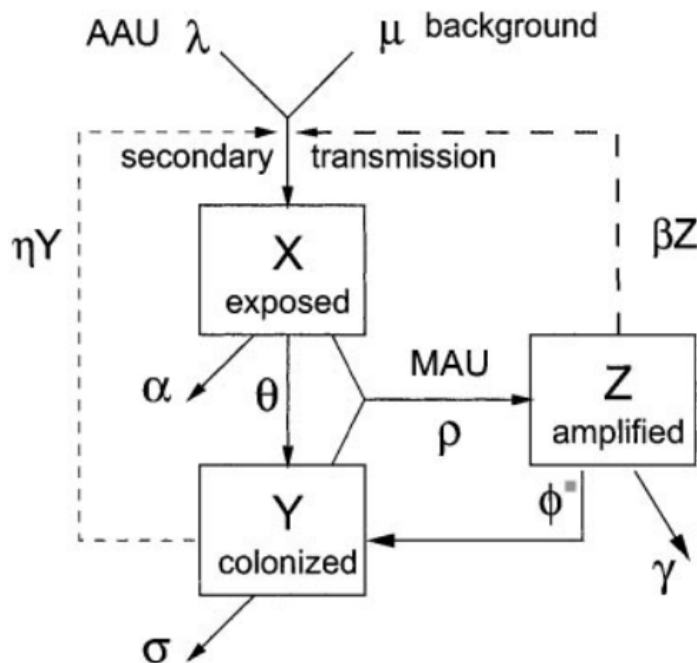 AAU λ
μ background
secondary transmission
ηY
βZ
X
exposed
MAU
α
θ
ρ
Z
amplified
Y
colonized
ϕ
γ
σ